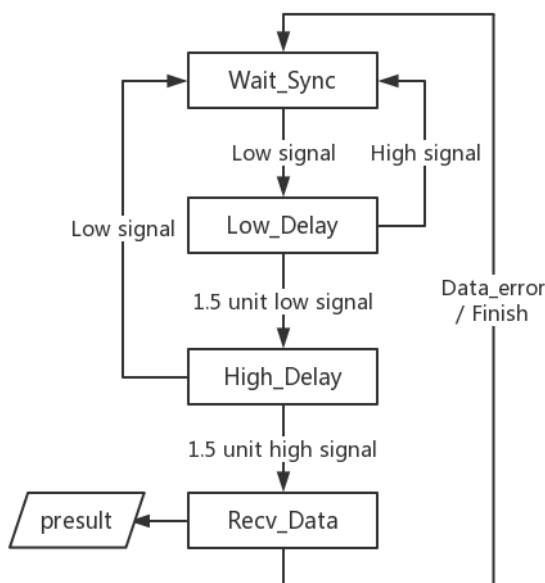 Wait_Sync
Low signal
High signal
Low_Delay
Low signal
1.5 unit low signal
Data_error
/ Finish
High_Delay
1.5 unit high signal
presult
Recv_Data